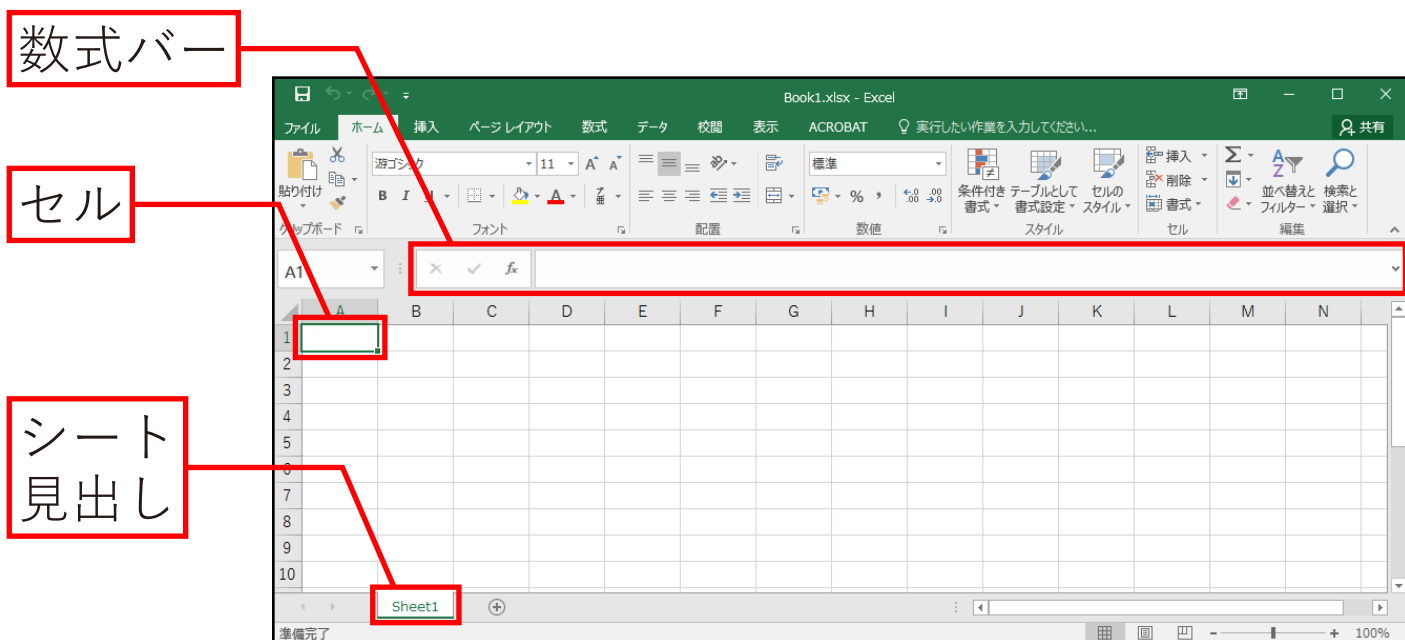 数式バー
セル
シート
見出し
Book1.xlsx - Excel
ファイル ホーム 挿入 ページ レイアウト 数式 データ 校閲 表示 ACROBAT 実行したい作業を入力してください... 共有
游ゴシック 11 A A 標準 挿入 Σ
貼り付け B I U A 条件付き 書式 テーブルとして 書式設定 セルの スタイル 削除 並べ替えと フィルター 検索と 選択
% , .00 書式
クリップボード フォント 配置 数値 スタイル セル 編集
A1 fx
A B C D E F G H I J K L M N
1
2
3
4
5
6
7
8
9
10
Sheet1
準備完了 100%